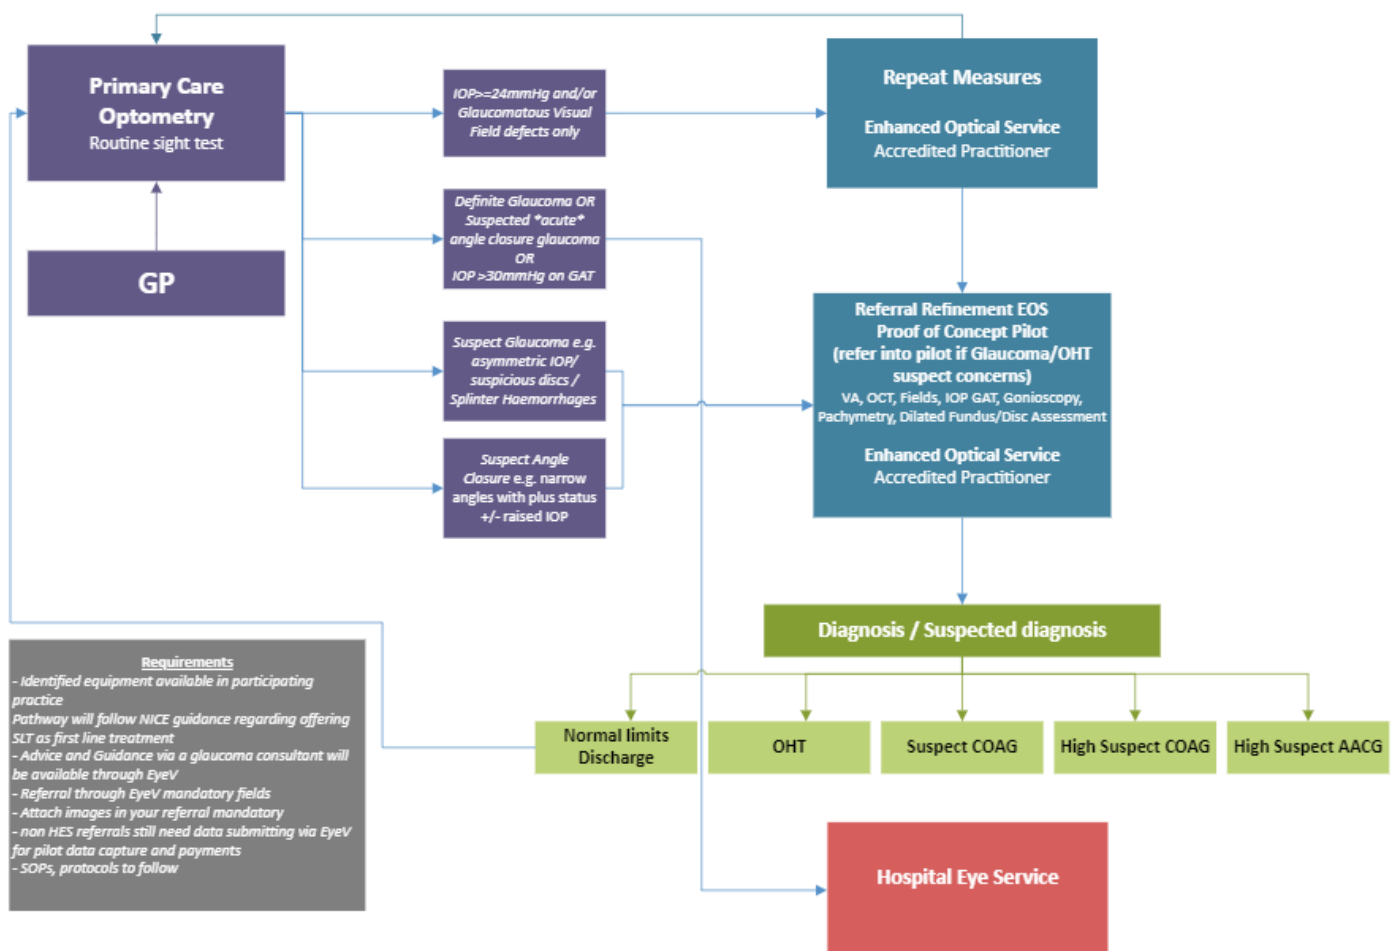 Primary Care
Optometry
Routine sight test
GP
IOP>=24mmHg and/or
Glaucomatous Visual
Field defects only
Definite Glaucoma OR
Suspected *acute*
angle closure glaucoma
OR
IOP >30mmHg on GAT
Suspect Glaucoma e.g.
asymmetric IOP/
suspicious discs /
Splinter Haemorrhages
Suspect Angle
Closure e.g. narrow
angles with plus status
+/- raised IOP
Repeat Measures
Enhanced Optical Service
Accredited Practitioner
Referral Refinement EOS
Proof of Concept Pilot
(refer into pilot if Glaucoma/OHT
suspect concerns)
VA, OCT, Fields, IOP GAT, Gonioscopy,
Pachymetry, Dilated Fundus/Disc Assessment
Enhanced Optical Service
Accredited Practitioner
Diagnosis / Suspected diagnosis
Normal limits
Discharge
OHT
Suspect COAG
High Suspect COAG
High Suspect AACG
Hospital Eye Service
Requirements
- Identified equipment available in participating
practice
Pathway will follow NICE guidance regarding offering
SLT as first line treatment
- Advice and Guidance via a glaucoma consultant will
be available through EyeV
- Referral through EyeV mandatory fields
- Attach images in your referral mandatory
- non HES referrals still need data submitting via EyeV
for pilot data capture and payments
- SOPs, protocols to follow